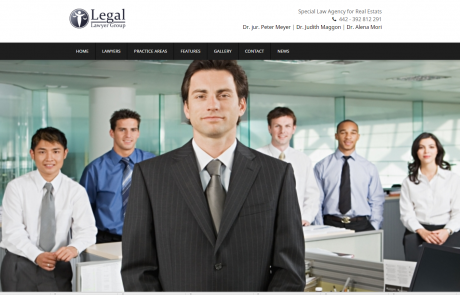 Legal
Lawyer Group
Special Law Agency for Real Estats
442 - 392 812 291
Dr. jur. Peter Meyer | Dr. Judith Maggon | Dr. Alena Mori
HOME LAWYERS PRACTICE AREAS FEATURES GALLERY CONTACT NEWS